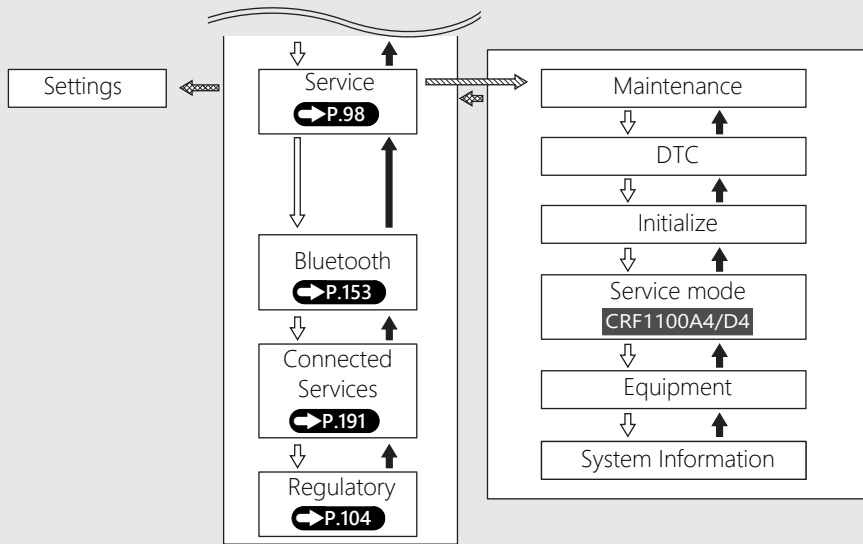 Settings
Service
P.98
Bluetooth
P.153
Connected
Services
P.191
Regulatory
P.104
Maintenance
DTC
Initialize
Service mode
CRF1100A4/D4
Equipment
System Information